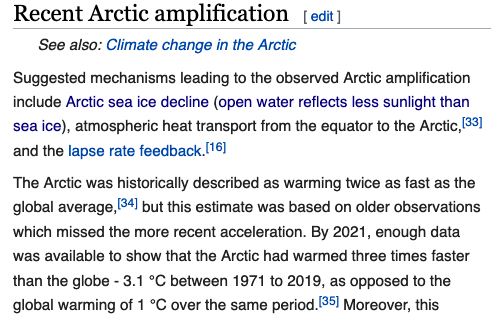 Recent Arctic amplification [ edit ]
See also: Climate change in the Arctic
Suggested mechanisms leading to the observed Arctic amplification
include Arctic sea ice decline (open water reflects less sunlight than
sea ice), atmospheric heat transport from the equator to the Arctic,[33]
and the lapse rate feedback.[16]
The Arctic was historically described as warming twice as fast as the
global average,[34] but this estimate was based on older observations
which missed the more recent acceleration. By 2021, enough data
was available to show that the Arctic had warmed three times faster
than the globe - 3.1 °C between 1971 to 2019, as opposed to the
global warming of 1 °C over the same period.[35] Moreover, this